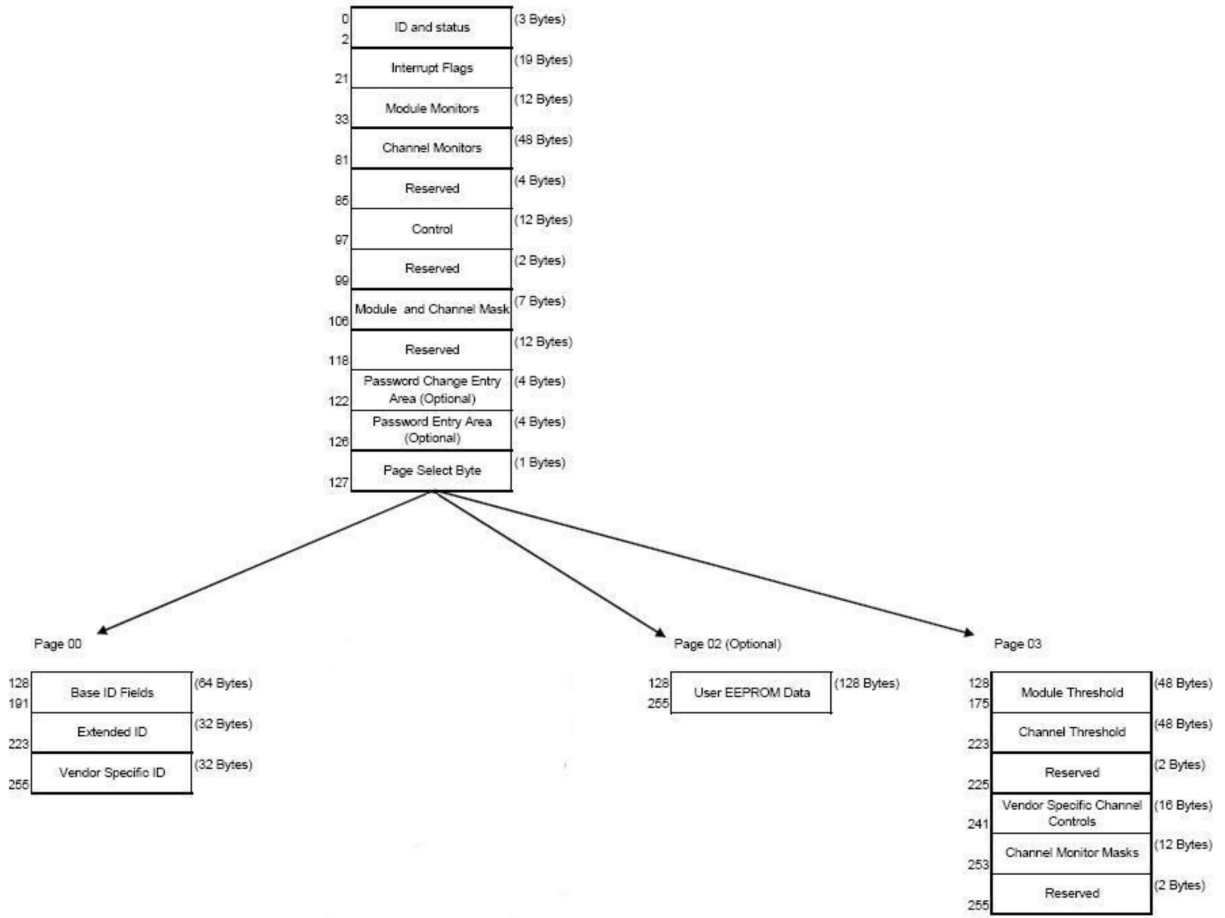 0 ID and status (3 Bytes)
2
Interrupt Flags (19 Bytes)
21
Module Monitors (12 Bytes)
33
Channel Monitors (48 Bytes)
81
Reserved (4 Bytes)
85
Control (12 Bytes)
97
Reserved (2 Bytes)
99
Module and Channel Mask (7 Bytes)
106
Reserved (12 Bytes)
118
Password Change Entry (4 Bytes)
Area (Optional)
122
Password Entry Area (4 Bytes)
(Optional)
126
Page Select Byte (1 Bytes)
127
Page 00
128 Base ID Fields (64 Bytes)
191
Extended ID (32 Bytes)
223
Vendor Specific ID (32 Bytes)
255
Page 02 (Optional)
128 User EEPROM Data (128 Bytes)
255
Page 03
128 Module Threshold (48 Bytes)
175
Channel Threshold (48 Bytes)
223
Reserved (2 Bytes)
225
Vendor Specific Channel (16 Bytes)
Controls
241
Channel Monitor Masks (12 Bytes)
253
Reserved (2 Bytes)
255